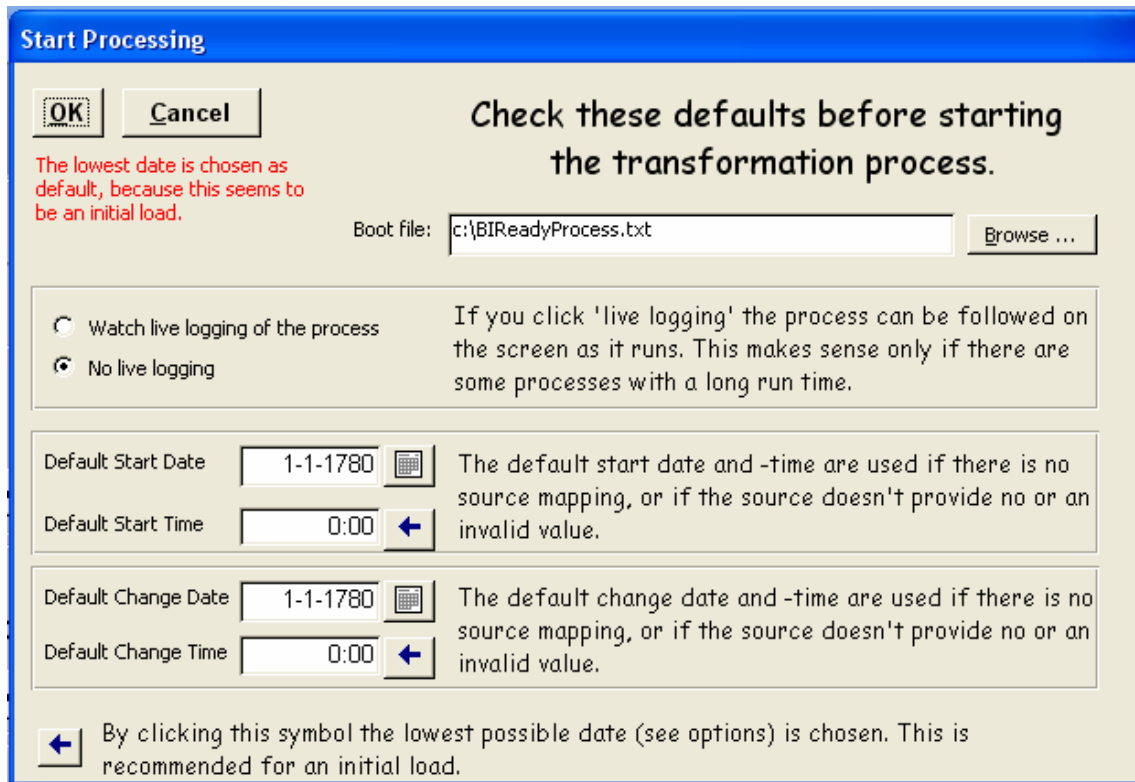 Start Processing
OK
Cancel
Check these defaults before starting
the transformation process.
The lowest date is chosen as
default, because this seems to
be an initial load.
Boot file:
c:\BIReadyProcess.txt
Browse ...
Watch live logging of the process
No live logging
If you click 'live logging' the process can be followed on
the screen as it runs. This makes sense only if there are
some processes with a long run time.
Default Start Date
1-1-1780
Default Start Time
0:00
The default start date and -time are used if there is no
source mapping, or if the source doesn't provide no or an
invalid value.
Default Change Date
1-1-1780
Default Change Time
0:00
The default change date and -time are used if there is no
source mapping, or if the source doesn't provide no or an
invalid value.
By clicking this symbol the lowest possible date (see options) is chosen. This is
recommended for an initial load.